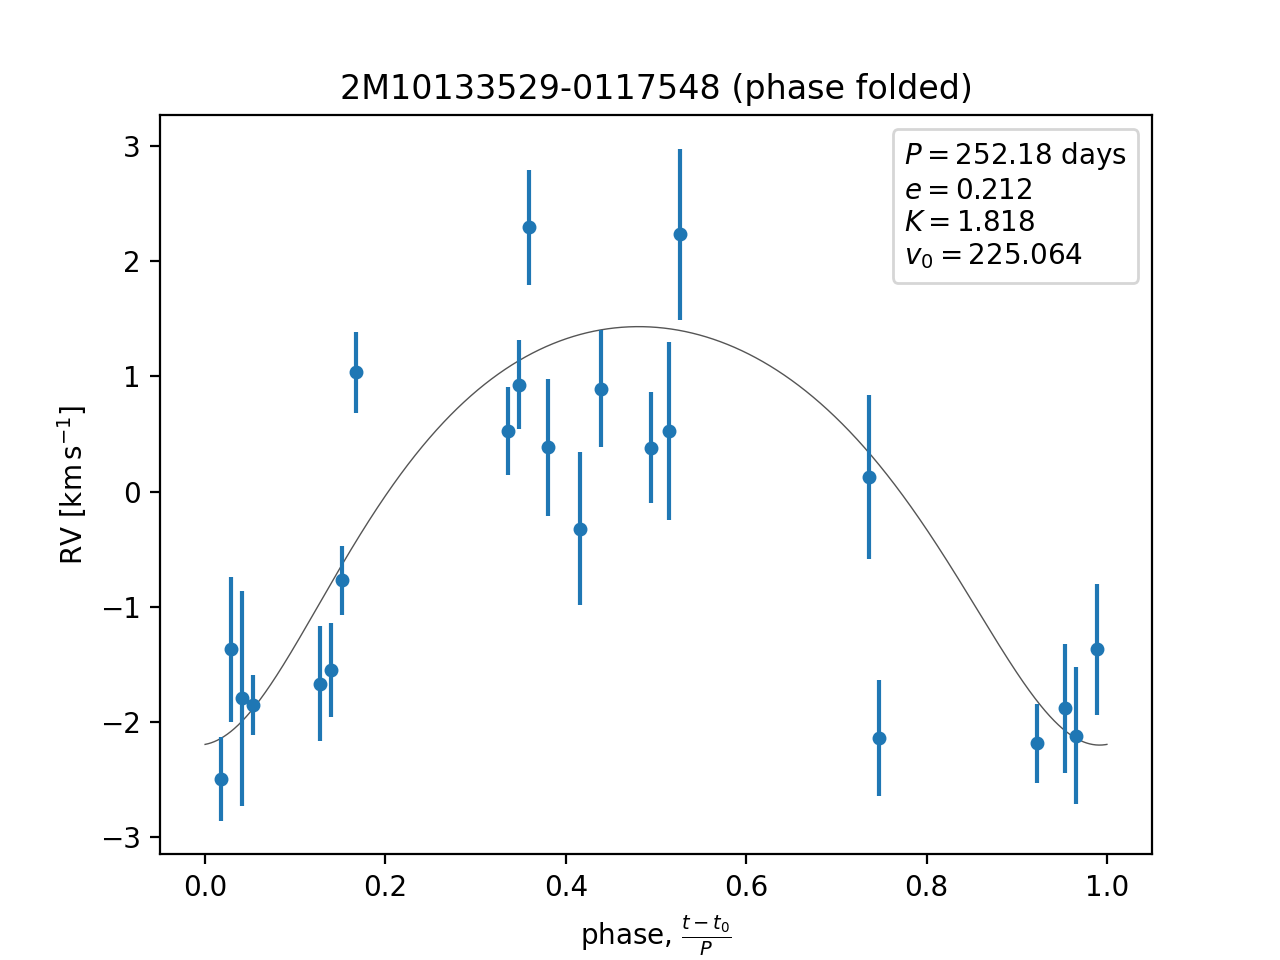 2M10133529-0117548 (phase folded)
P = 252.18 days
e = 0.212
K = 1.818
v₀ = 225.064
RV [km s⁻¹]
3
2
1
0
−1
−2
−3
0.0 0.2 0.4 0.6 0.8 1.0
phase, (t − t₀)/P